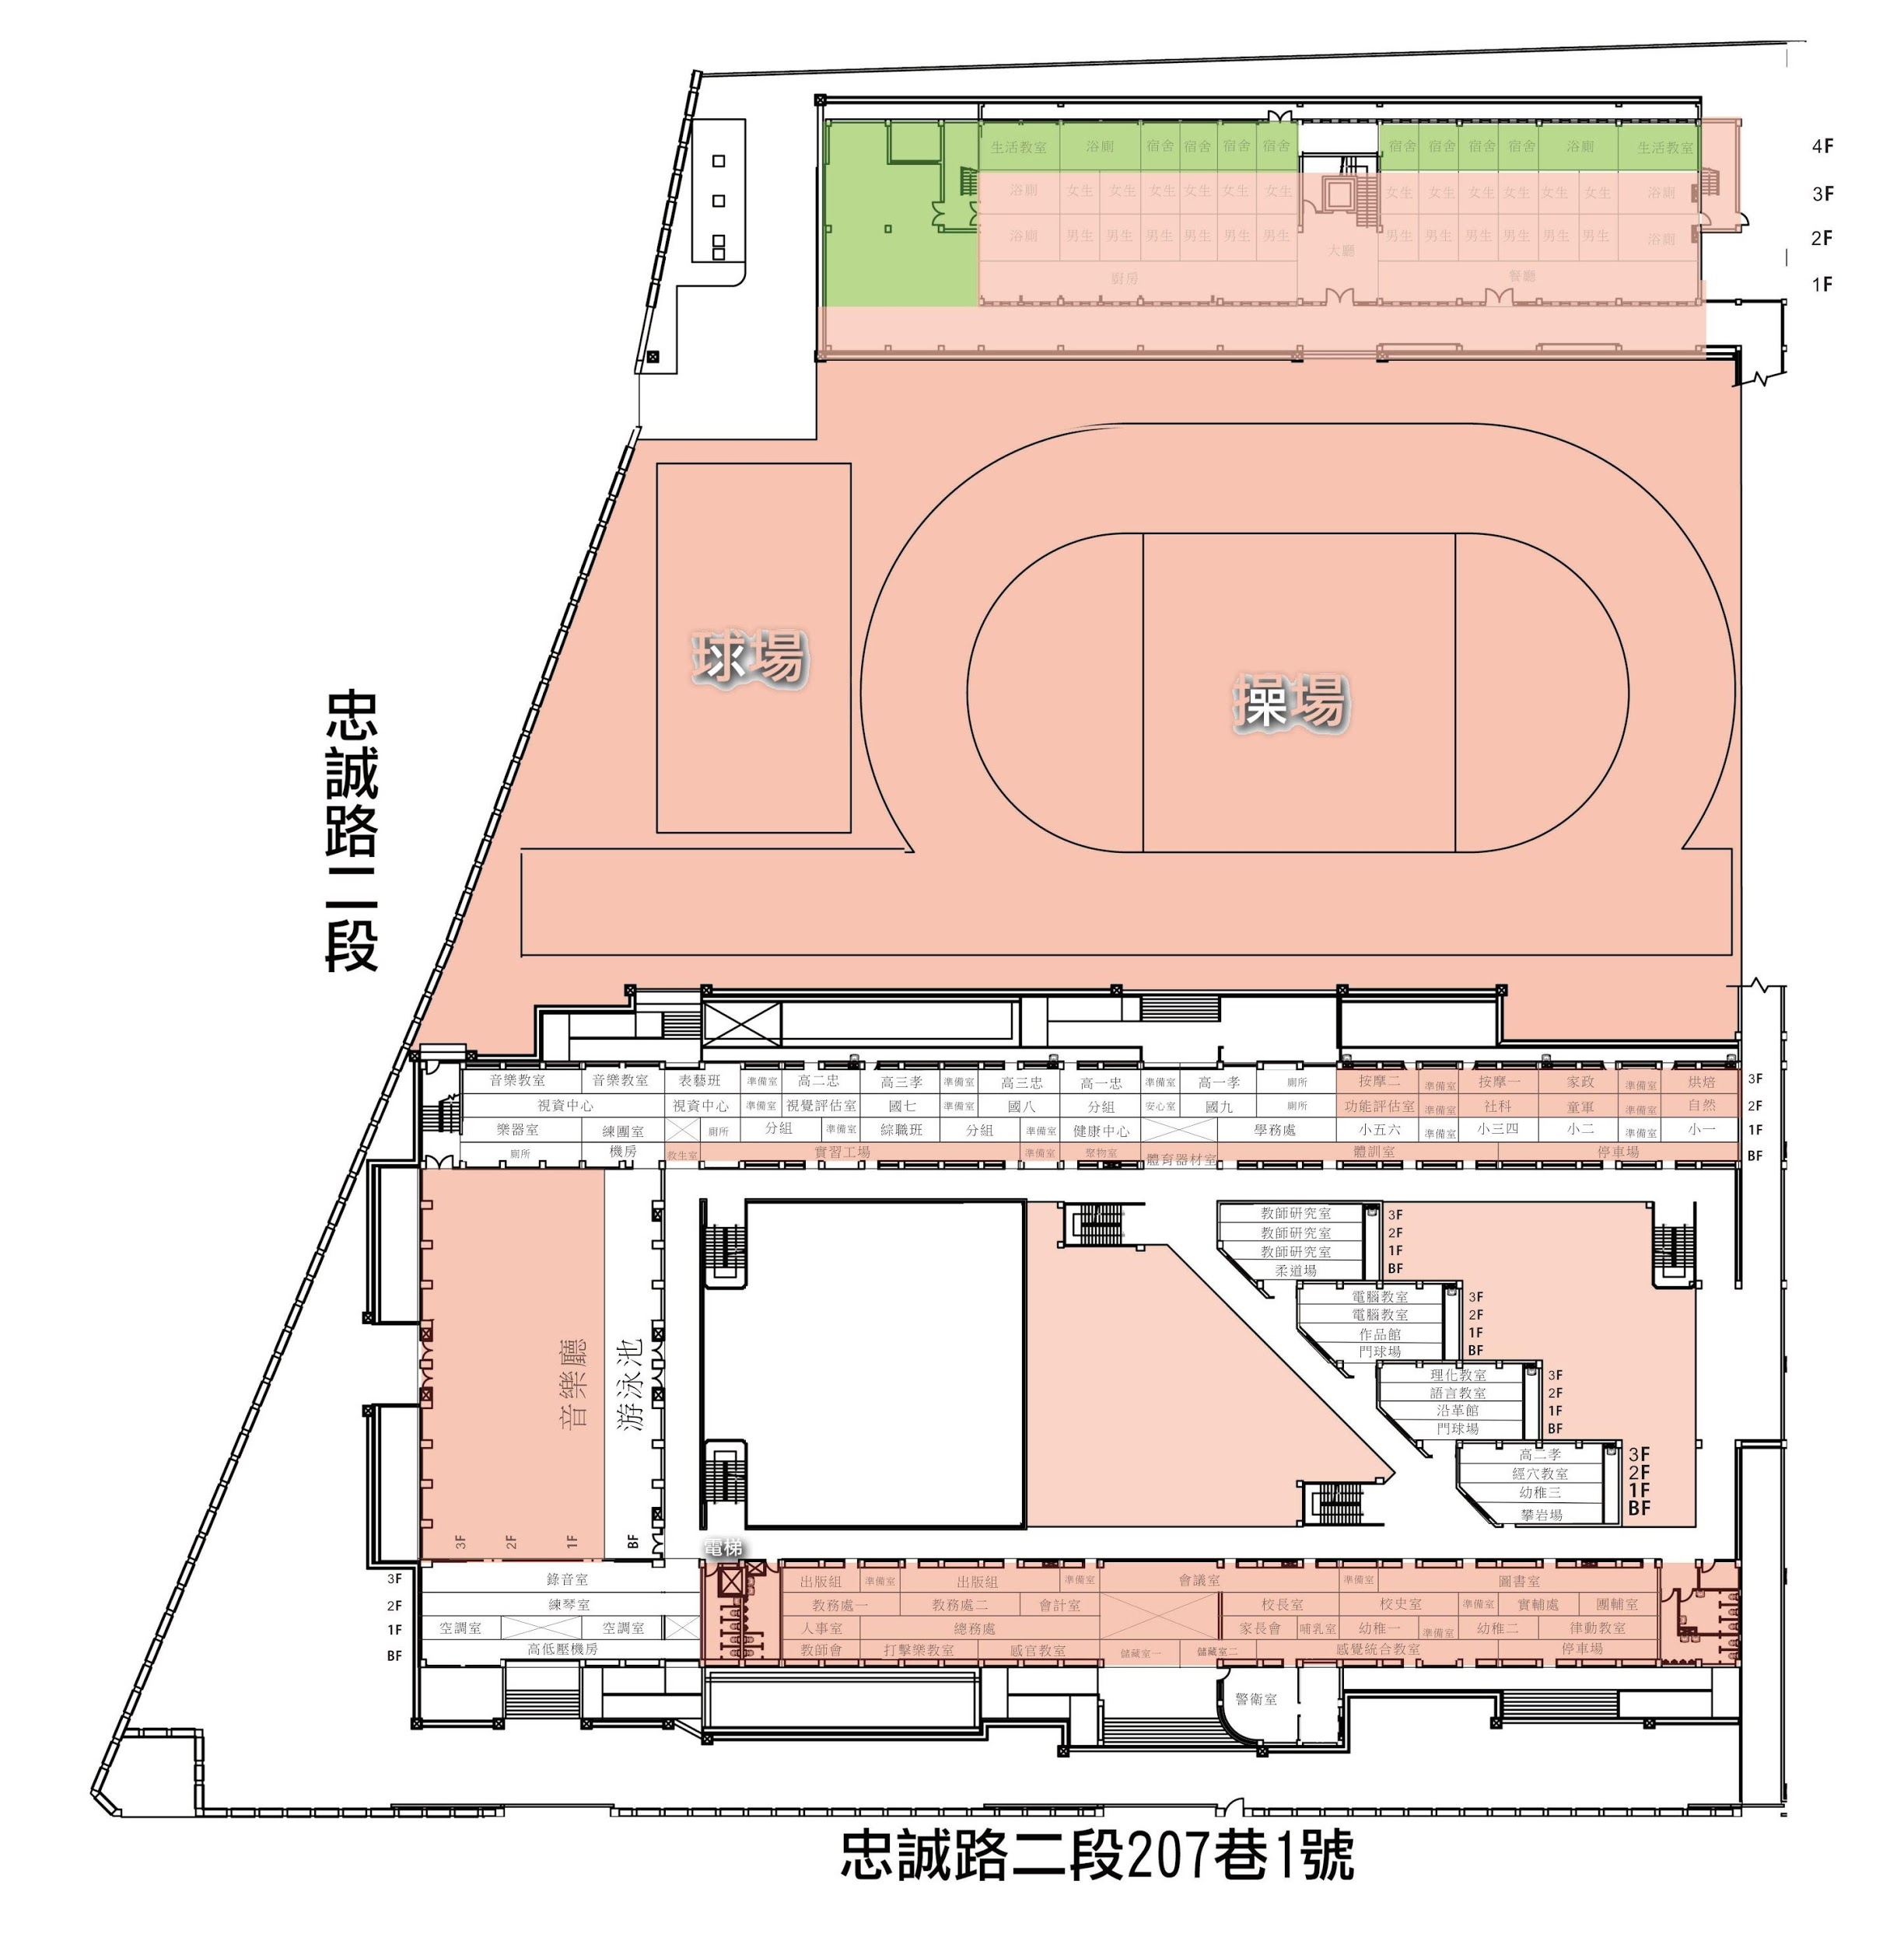 生活教室 浴廁 宿舍 宿舍 宿舍 宿舍 宿舍 宿舍 宿舍 宿舍 浴廁 生活教室 4F
浴廁 女生 女生 女生 女生 女生 女生 女生 女生 女生 女生 女生 女生 浴廁 3F
浴廁 男生 男生 男生 男生 男生 男生 男生 男生 男生 男生 男生 男生 浴廁 2F
大廳
廚房 餐廳 1F
球場
操場
忠誠路二段
音樂教室 音樂教室 表藝班 準備室 高二忠 高三孝 準備室 高三忠 高一忠 準備室 高一孝 廁所 按摩二 準備室 按摩一 家政 準備室 烘焙 3F
視資中心 視資中心 準備室 視覺評估室 國七 準備室 國八 分組 安心室 國九 廁所 功能評估室 準備室 社科 童軍 準備室 自然 2F
樂器室 練團室 廁所 分組 準備室 綜職班 分組 準備室 健康中心 學務處 小五六 準備室 小三四 小二 準備室 小一 1F
廁所 機房 救生室 實習工場 準備室 聚物室 體育器材室 體訓室 停車場 BF
教師研究室 3F
教師研究室 2F
教師研究室 1F
柔道場 BF
電腦教室 3F
電腦教室 2F
作品館 1F
門球場 BF
理化教室 3F
語言教室 2F
沿革館 1F
門球場 BF
高二孝 3F
經穴教室 2F
幼稚三 1F
攀岩場 BF
音樂廳
游泳池
3F 2F 1F BF
電梯
3F 錄音室 出版組 準備室 出版組 準備室 會議室 準備室 圖書室
2F 練琴室 教務處一 教務處二 會計室 校長室 校史室 準備室 實輔處 團輔室
1F 空調室 空調室 人事室 總務處 家長會 哺乳室 幼稚一 準備室 幼稚二 律動教室
BF 高低壓機房 教師會 打擊樂教室 感官教室 儲藏室一 儲藏室二 感覺統合教室 停車場
警衛室
忠誠路二段207巷1號